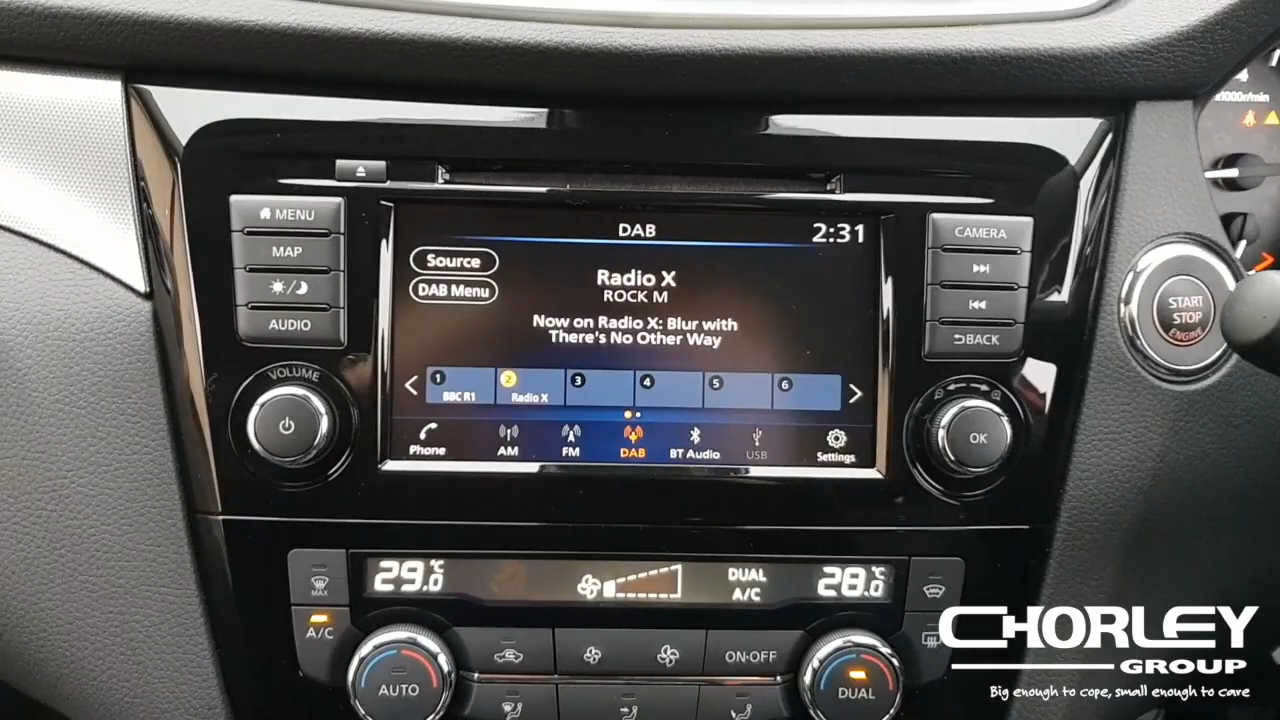 x1000r/min
MENU
MAP
AUDIO
VOLUME
DAB
2:31
Source
DAB Menu
Radio X
ROCK M
Now on Radio X: Blur with
There's No Other Way
1 2 3 4 5 6
BBC R1 Radio X
Phone AM FM DAB BT Audio USB Settings
CAMERA
BACK
OK
START
STOP
ENGINE
29.0°C
DUAL
A/C
28.0°C
MAX
A/C
AUTO
ON·OFF
DUAL
CHORLEY
GROUP
Big enough to cope, small enough to care